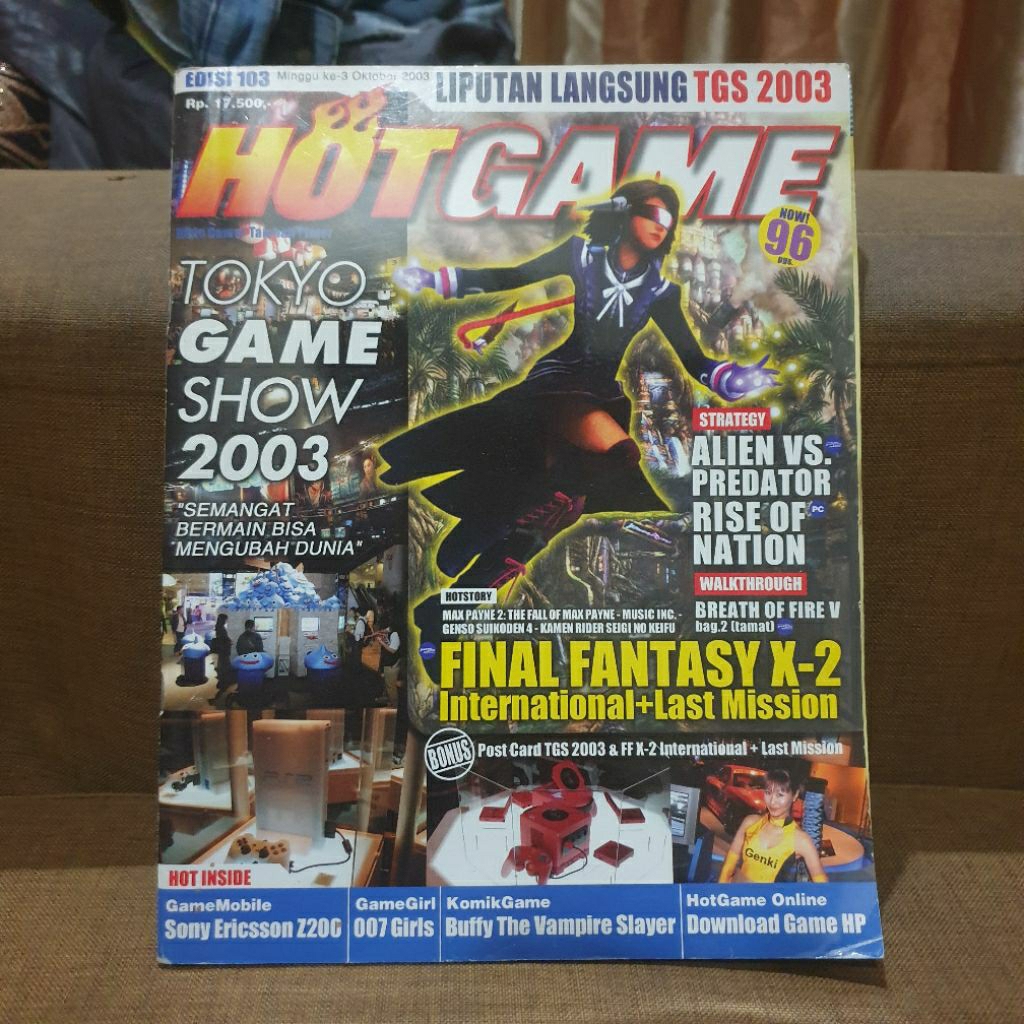 EDISI 103 Minggu ke-3 Oktober 2003
LIPUTAN LANGSUNG TGS 2003
Rp. 17.500,-
HOTGAME
NOW!
96
pgs.
TOKYO
GAME
SHOW
2003
"SEMANGAT
BERMAIN BISA
MENGUBAH DUNIA"
STRATEGY
ALIEN VS.
PREDATOR
RISE OF PC
NATION
WALKTHROUGH
BREATH OF FIRE V
bag.2 (tamat)
HOTSTORY
MAX PAYNE 2: THE FALL OF MAX PAYNE - MUSIC INC. -
GENSO SUIKODEN 4 - KAMEN RIDER SEIGI NO KEIFU
FINAL FANTASY X-2
International+Last Mission
BONUS Post Card TGS 2003 & FF X-2 International + Last Mission
Genki
HOT INSIDE
GameMobile
Sony Ericsson Z200
GameGirl
007 Girls
KomikGame
Buffy The Vampire Slayer
HotGame Online
Download Game HP